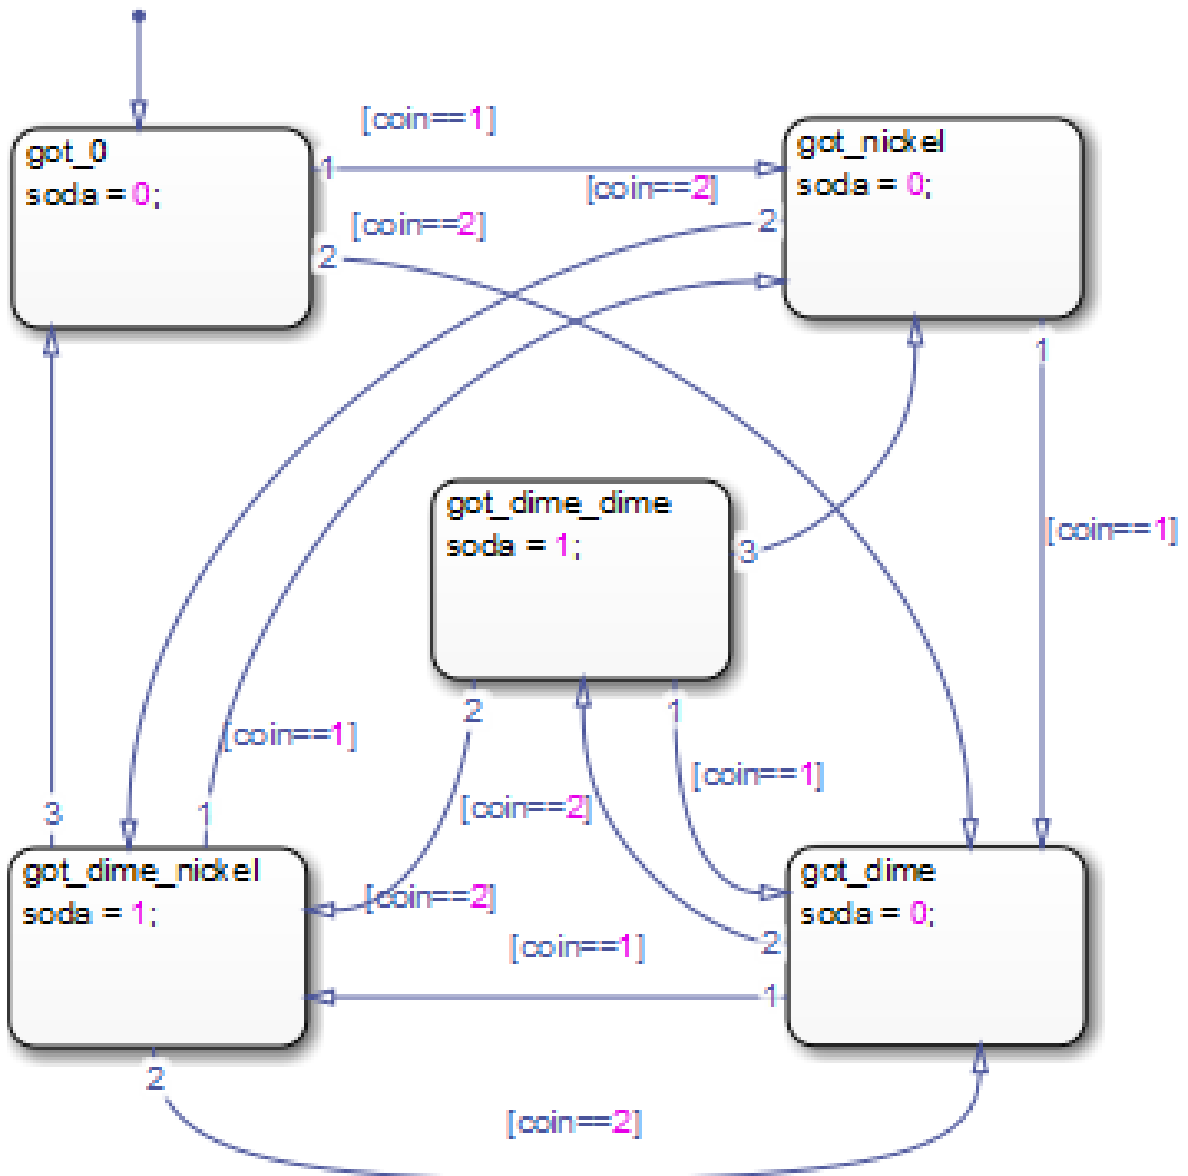 [coin==1]
got_0
soda = 0;
1
got_nickel
soda = 0;
[coin==2]
[coin==2]
2
2
1
got_dime_dime
soda = 1;
3
[coin==1]
2
1
[coin==1]
[coin==1]
[coin==2]
3
1
got_dime_nickel
soda = 1;
[coin==2]
got_dime
soda = 0;
2
[coin==1]
1
2
[coin==2]